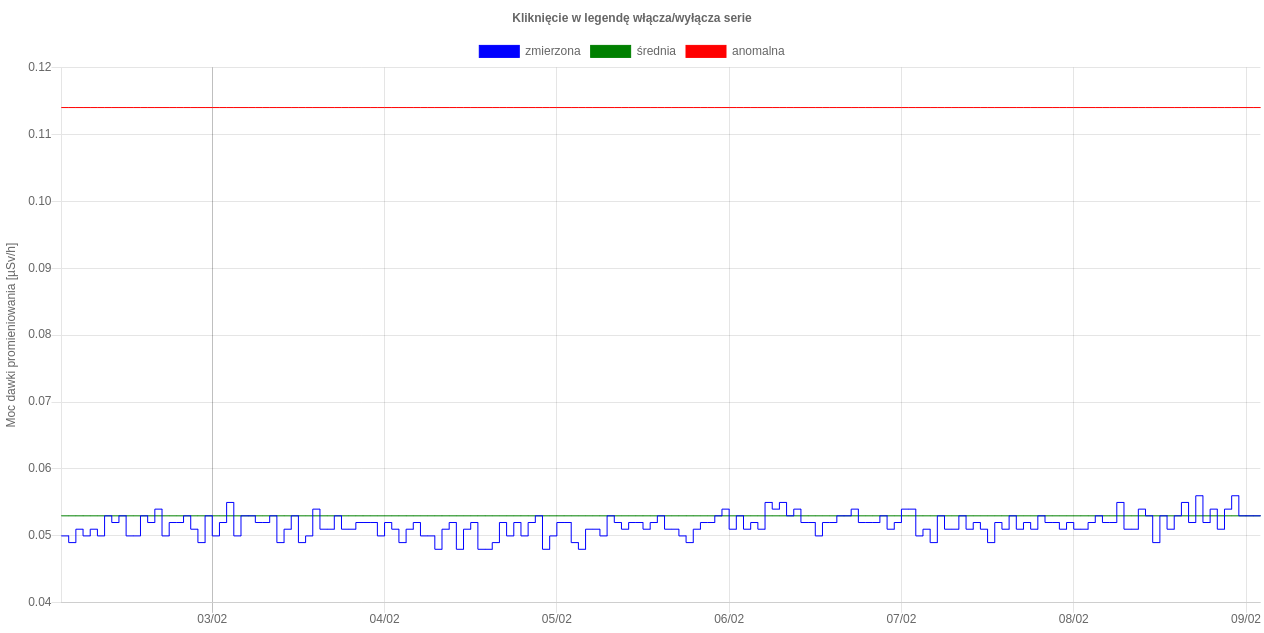 Kliknięcie w legendę włącza/wyłącza serie
zmierzona średnia anomalna
Moc dawki promieniowania [µSv/h]
0.12
0.11
0.10
0.09
0.08
0.07
0.06
0.05
0.04
03/02 04/02 05/02 06/02 07/02 08/02 09/02